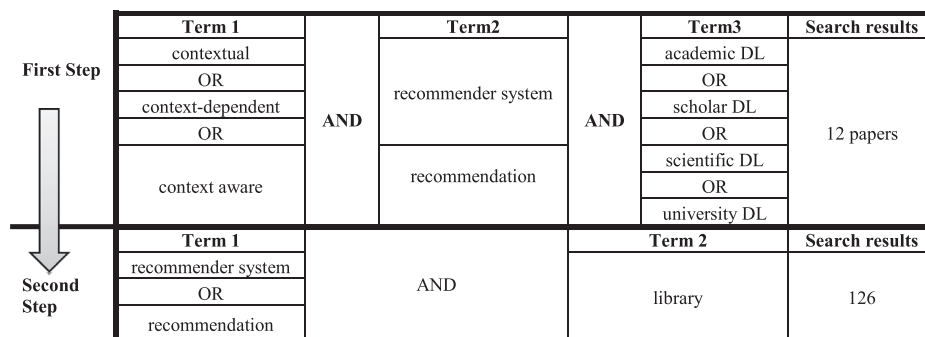 Term 1 Term2 Term3 Search results
First Step
contextual
OR
context-dependent
OR
context aware
AND
recommender system
recommendation
AND
academic DL
OR
scholar DL
OR
scientific DL
OR
university DL
12 papers
Term 1 Term 2 Search results
Second
Step
recommender system
OR
recommendation
AND
library
126